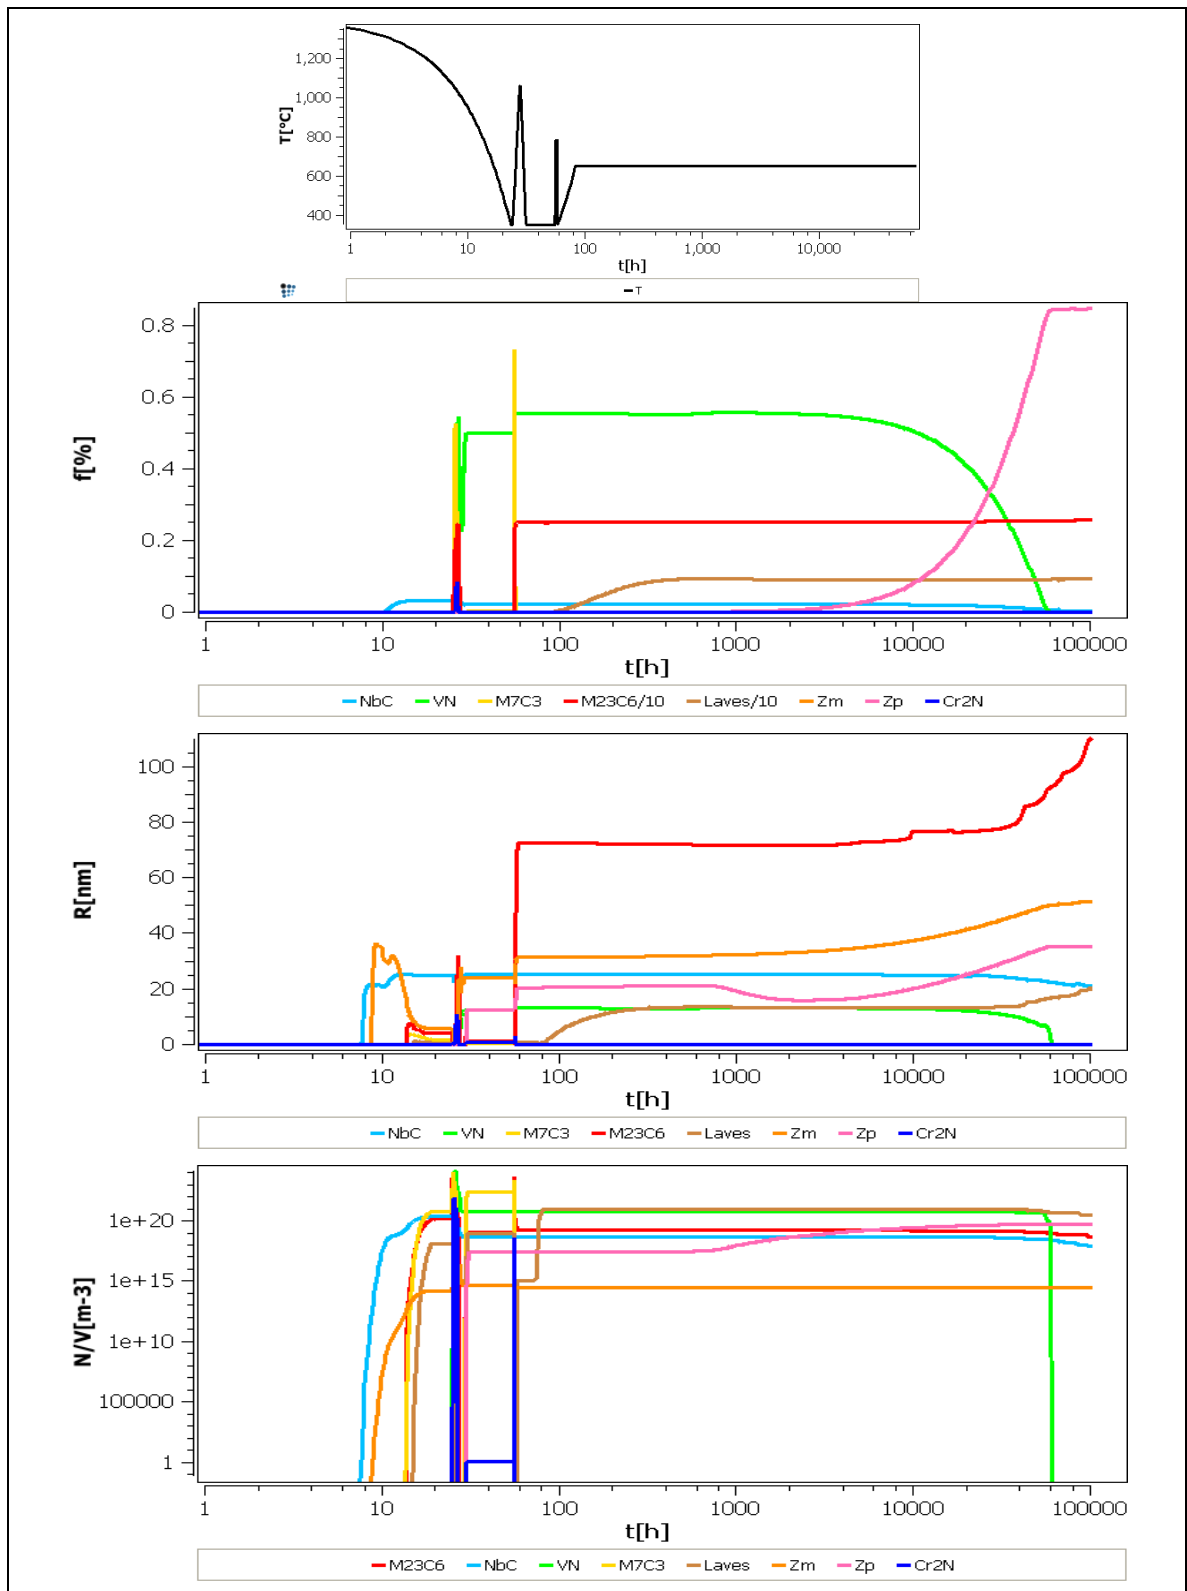 1,200
1,000
800
600
400
T[°C]
1 10 100 1,000 10,000
t[h]
T
0.8
0.6
0.4
0.2
0
f[%]
1 10 100 1000 10000 100000
t[h]
NbC VN M7C3 M23C6/10 Laves/10 Zm Zp Cr2N
100
80
60
40
20
0
R[nm]
1 10 100 1000 10000 100000
t[h]
NbC VN M7C3 M23C6 Laves Zm Zp Cr2N
1e+20
1e+15
1e+10
100000
1
N/V[m-3]
1 10 100 1000 10000 100000
t[h]
M23C6 NbC VN M7C3 Laves Zm Zp Cr2N